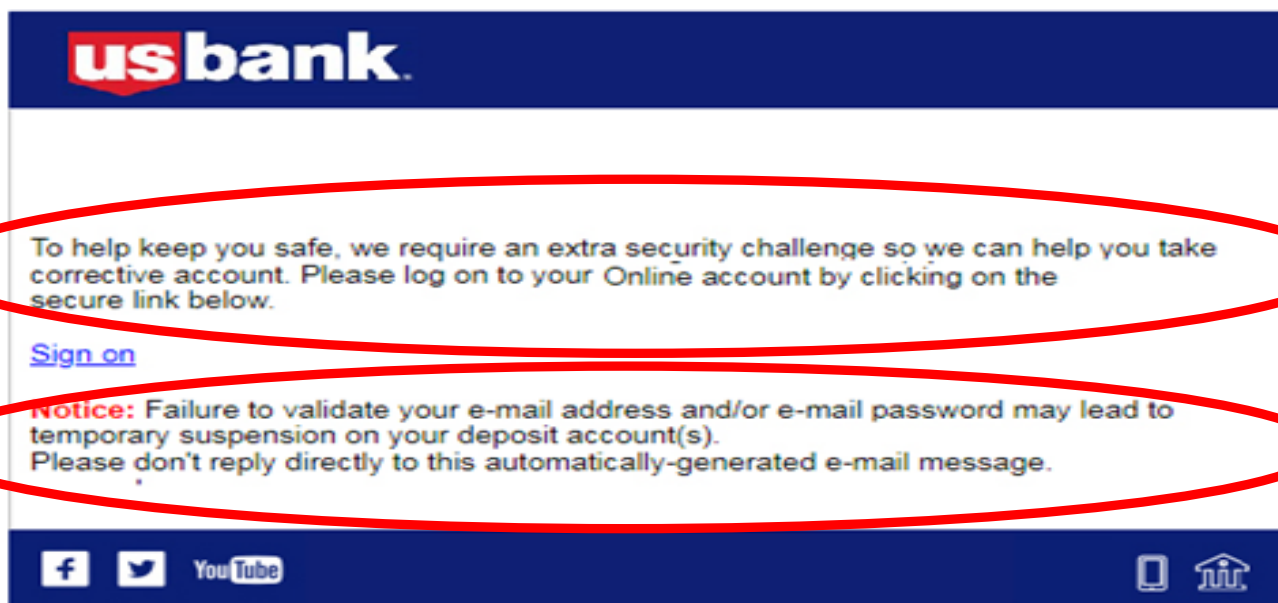 usbank.
To help keep you safe, we require an extra security challenge so we can help you take
corrective account. Please log on to your Online account by clicking on the
secure link below.
Sign on
Notice: Failure to validate your e-mail address and/or e-mail password may lead to
temporary suspension on your deposit account(s).
Please don't reply directly to this automatically-generated e-mail message.
f YouTube